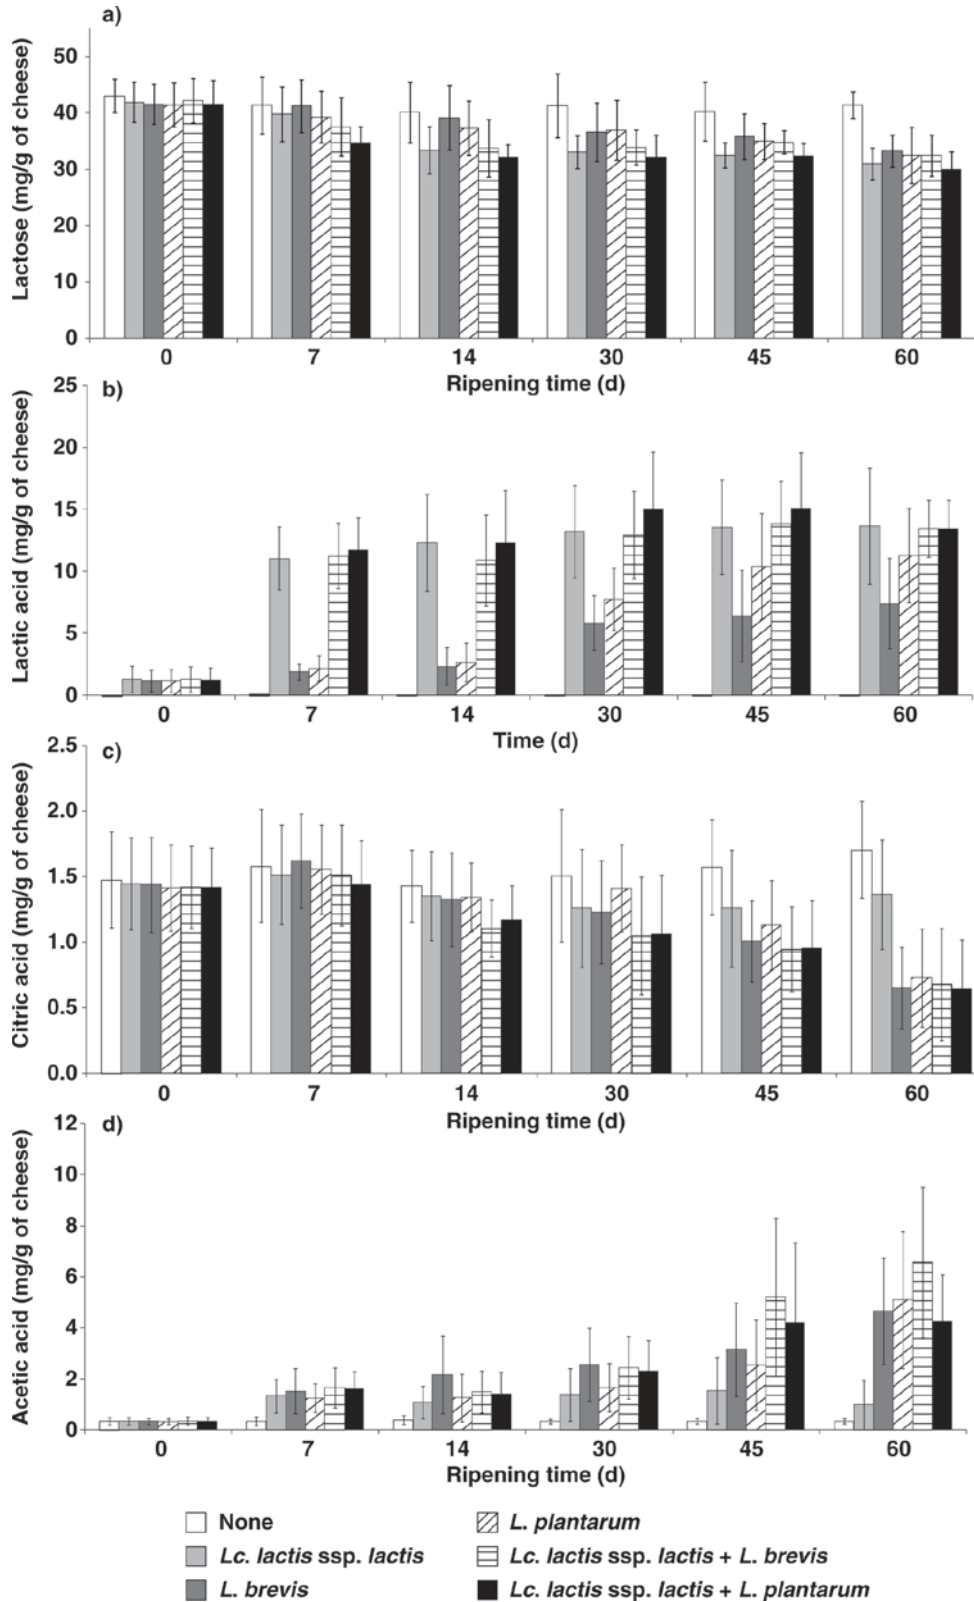 a)
Lactose (mg/g of cheese)
50
40
30
20
10
0
0 7 14 30 45 60
Ripening time (d)
b)
Lactic acid (mg/g of cheese)
25
20
15
10
5
0
0 7 14 30 45 60
Time (d)
c)
Citric acid (mg/g of cheese)
2.5
2.0
1.5
1.0
0.5
0.0
0 7 14 30 45 60
Ripening time (d)
d)
Acetic acid (mg/g of cheese)
12
10
8
6
4
2
0
0 7 14 30 45 60
Ripening time (d)
None
Lc. lactis ssp. lactis
L. brevis
L. plantarum
Lc. lactis ssp. lactis + L. brevis
Lc. lactis ssp. lactis + L. plantarum